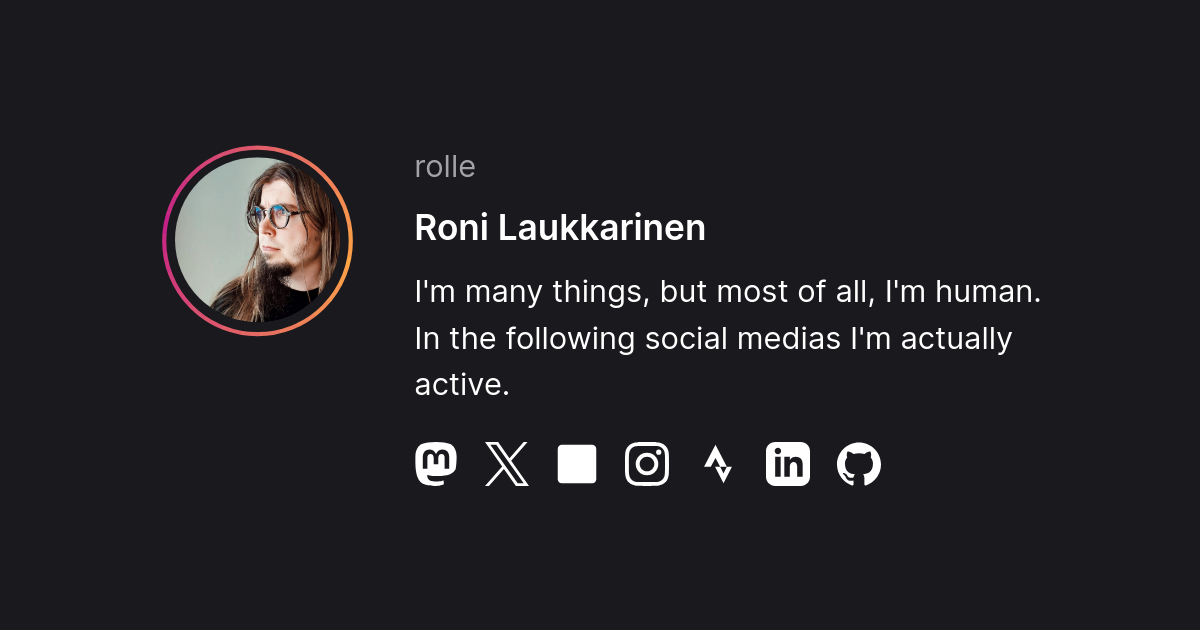 rolle
Roni Laukkarinen
I'm many things, but most of all, I'm human.
In the following social medias I'm actually
active.